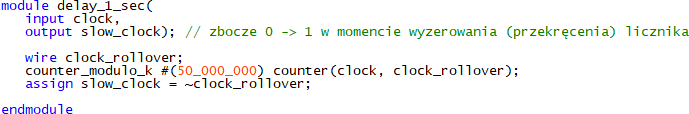 module delay_1_sec(
input clock,
output slow_clock); // zbocze 0 -> 1 w momencie wyzerowania (przekręcenia) licznika
wire clock_rollover;
counter_modulo_k #(50_000_000) counter(clock, clock_rollover);
assign slow_clock = ~clock_rollover;
endmodule